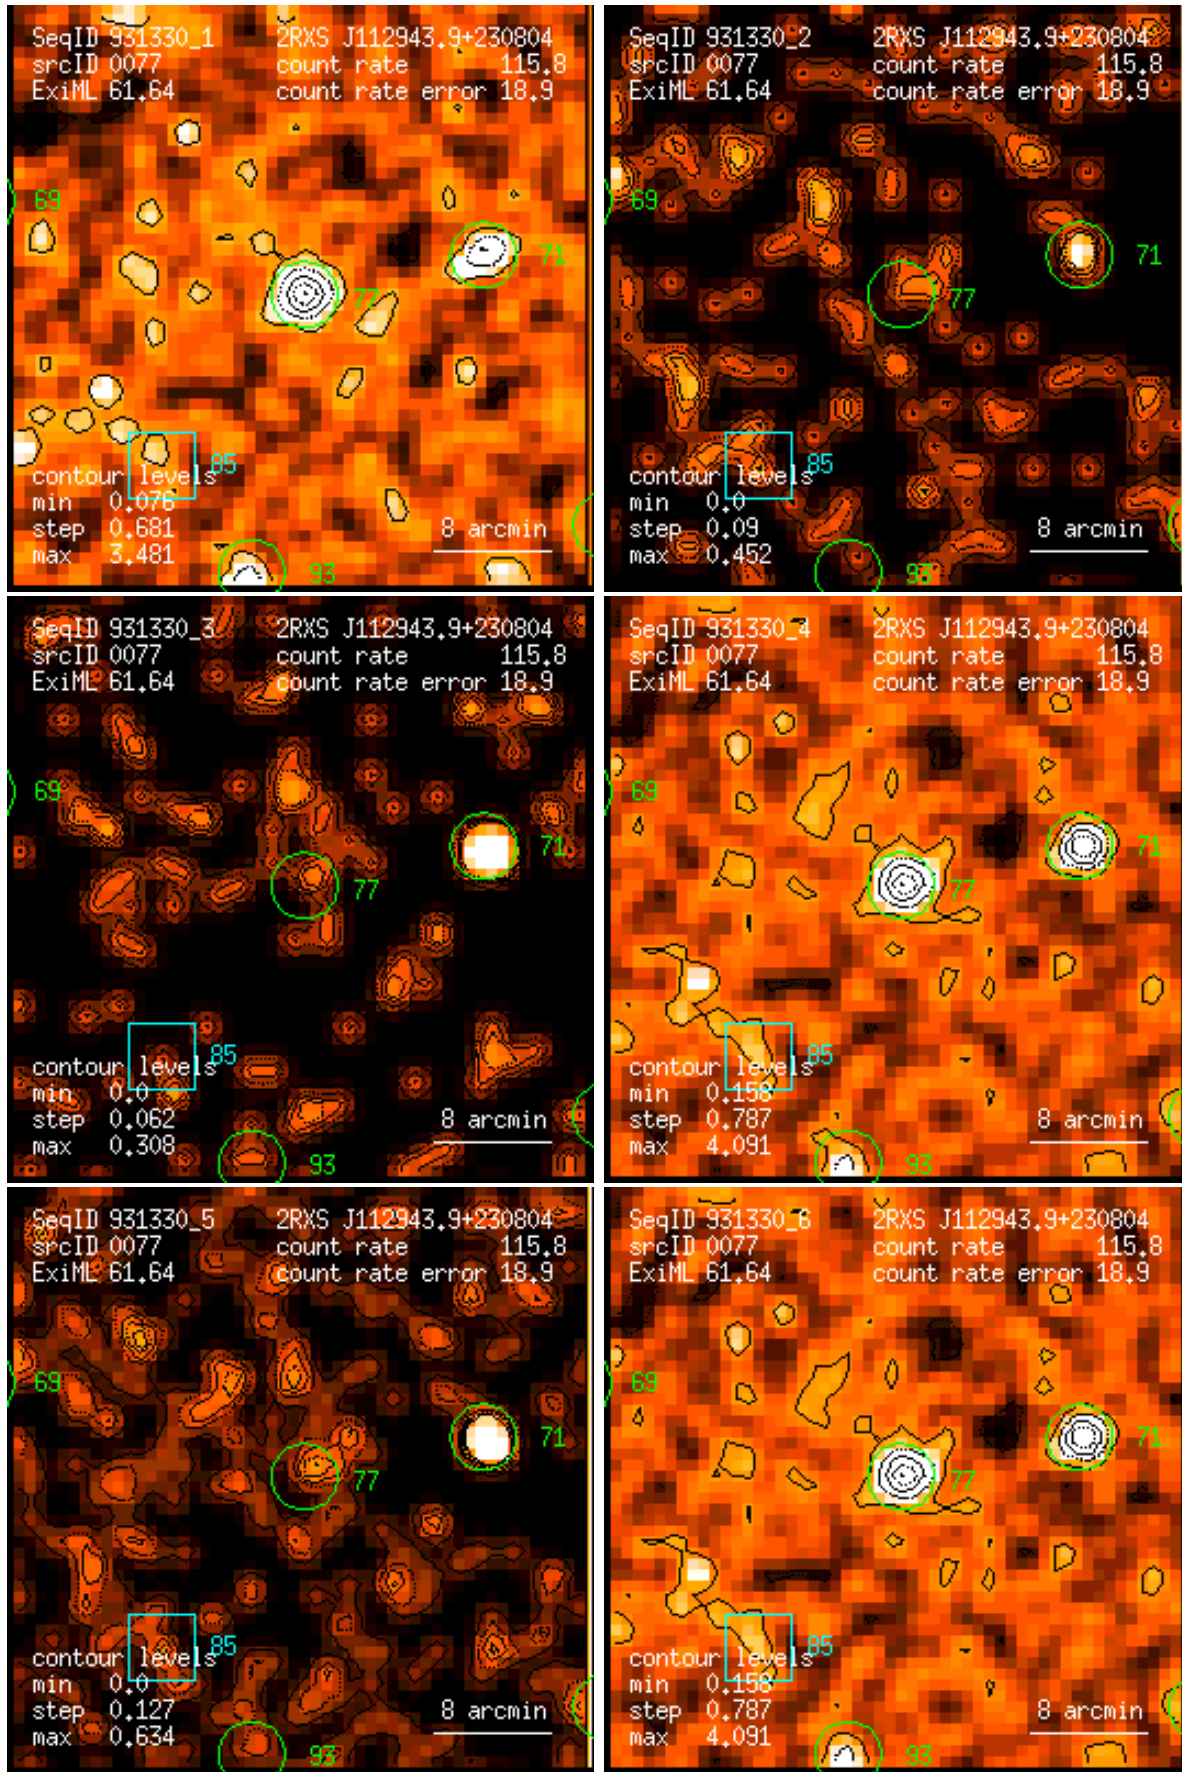 SeqID 931330_1 2RXS J112943.9+230804
srcID 0077 count rate 115.8
ExiML 61.64 count rate error 18.9
69
71
77
85
contour levels
min 0.076
step 0.681 8 arcmin
max 3.481
93
SeqID 931330_2 2RXS J112943.9+230804
srcID 0077 count rate 115.8
ExiML 61.64 count rate error 18.9
69
71
77
85
contour levels
min 0.0
step 0.09 8 arcmin
max 0.452
93
SeqID 931330_3 2RXS J112943.9+230804
srcID 0077 count rate 115.8
ExiML 61.64 count rate error 18.9
69
71
77
85
contour levels
min 0.0
step 0.062 8 arcmin
max 0.308
93
SeqID 931330_4 2RXS J112943.9+230804
srcID 0077 count rate 115.8
ExiML 61.64 count rate error 18.9
69
71
77
85
contour levels
min 0.158
step 0.787 8 arcmin
max 4.091
93
SeqID 931330_5 2RXS J112943.9+230804
srcID 0077 count rate 115.8
ExiML 61.64 count rate error 18.9
69
71
77
85
contour levels
min 0.0
step 0.127 8 arcmin
max 0.634
93
SeqID 931330_6 2RXS J112943.9+230804
srcID 0077 count rate 115.8
ExiML 61.64 count rate error 18.9
69
71
77
85
contour levels
min 0.158
step 0.787 8 arcmin
max 4.091
93